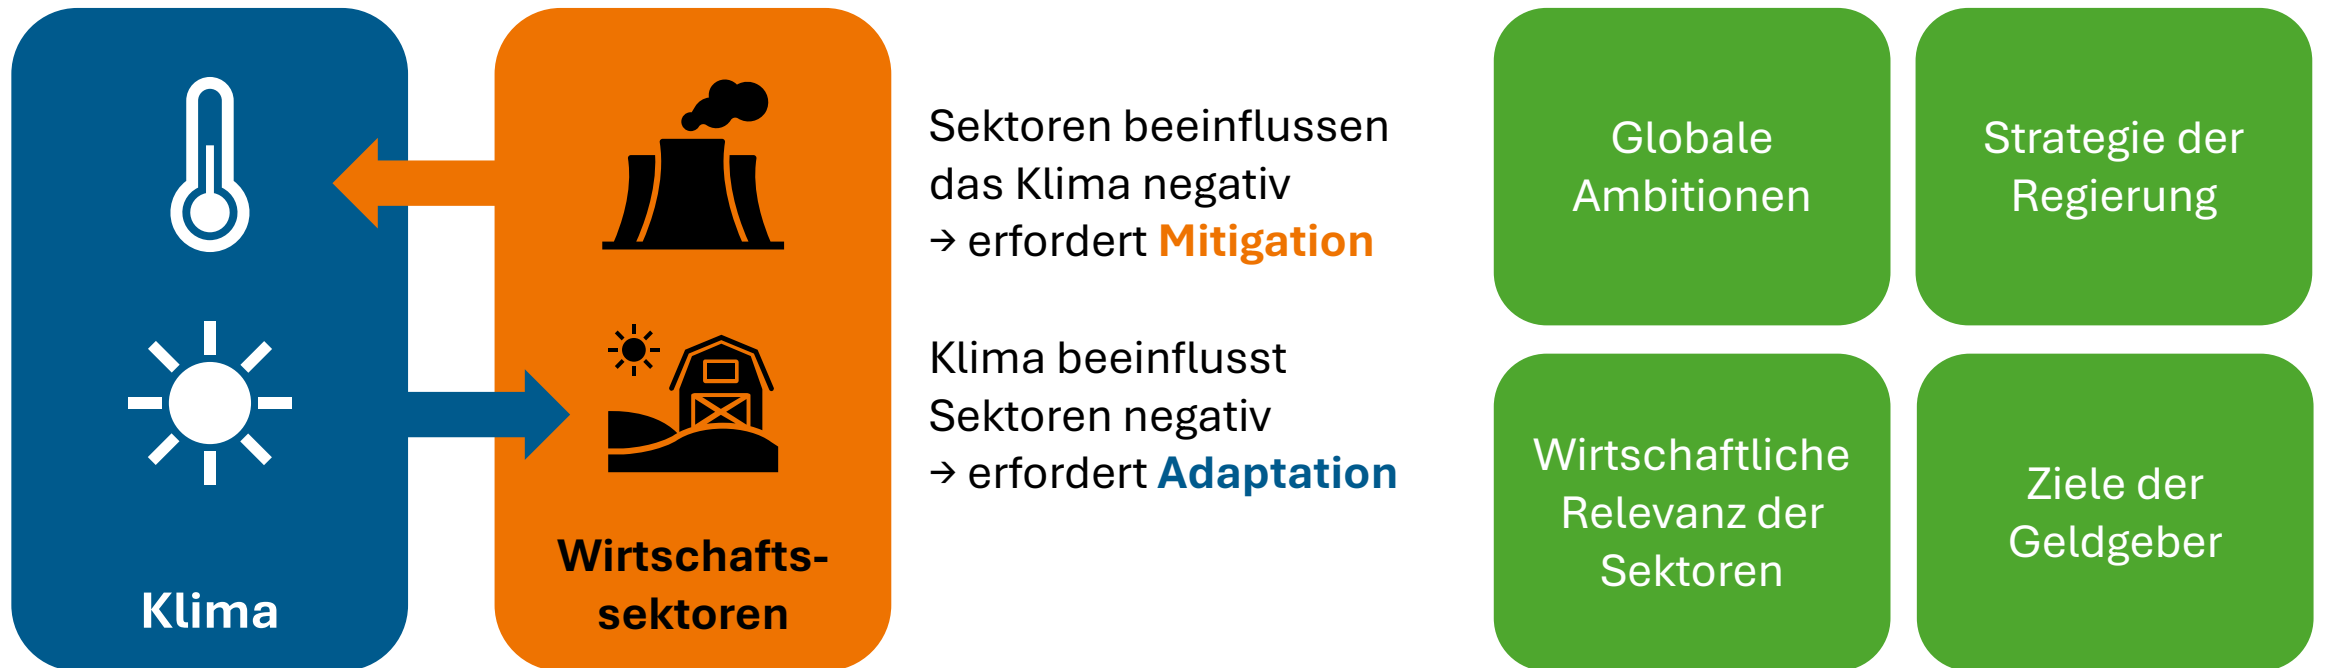 Klima
Wirtschafts-
sektoren
Sektoren beeinflussen
das Klima negativ
→ erfordert Mitigation
Klima beeinflusst
Sektoren negativ
→ erfordert Adaptation
Globale
Ambitionen
Strategie der
Regierung
Wirtschaftliche
Relevanz der
Sektoren
Ziele der
Geldgeber